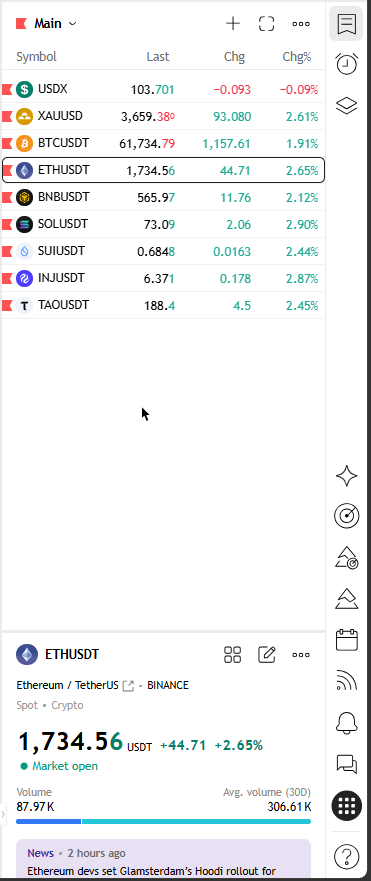 Main
Symbol Last Chg Chg%
USDX 103.701 −0.093 −0.09%
XAUUSD 3,659.380 93.080 2.61%
BTCUSDT 61,734.79 1,157.61 1.91%
ETHUSDT 1,734.56 44.71 2.65%
BNBUSDT 565.97 11.76 2.12%
SOLUSDT 73.09 2.06 2.90%
SUIUSDT 0.6848 0.0163 2.44%
INJUSDT 6.371 0.178 2.87%
TAOUSDT 188.4 4.5 2.45%
ETHUSDT
Ethereum / TetherUS • BINANCE
Spot • Crypto
1,734.56 USDT +44.71 +2.65%
Market open
Volume Avg. volume (30D)
87.97 K 306.61 K
News • 2 hours ago
Ethereum devs set Glamsterdam's Hoodi rollout for